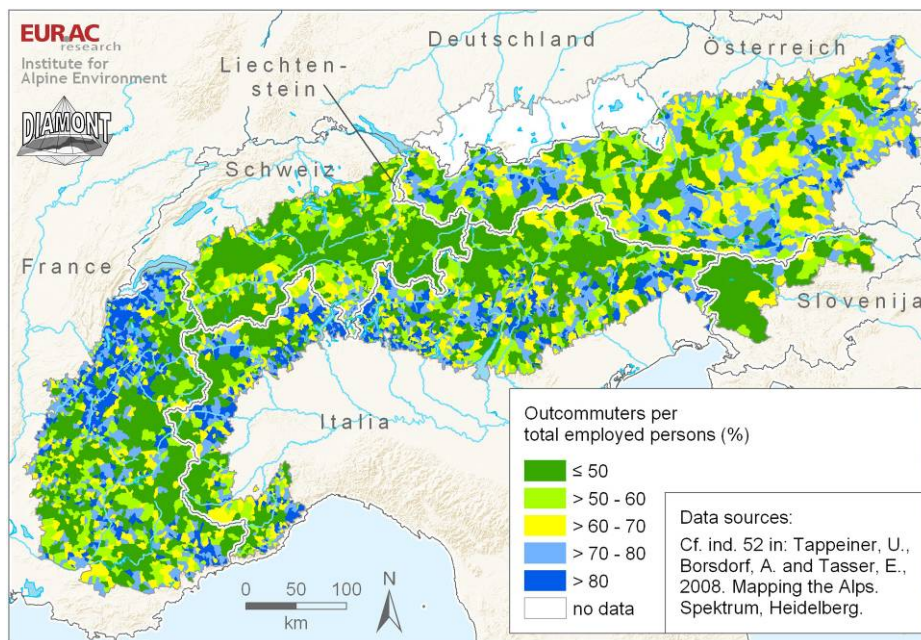 EURAC
research
Institute for
Alpine Environment
DIAMONT
Deutschland
Österreich
Liechten-
stein
Schweiz
France
Slovenija
Italia
Outcommuters per
total employed persons (%)
≤ 50
> 50 - 60
> 60 - 70
> 70 - 80
> 80
no data
Data sources:
Cf. ind. 52 in: Tappeiner, U.,
Borsdorf, A. and Tasser, E.,
2008. Mapping the Alps.
Spektrum, Heidelberg.
0 50 100
km
N